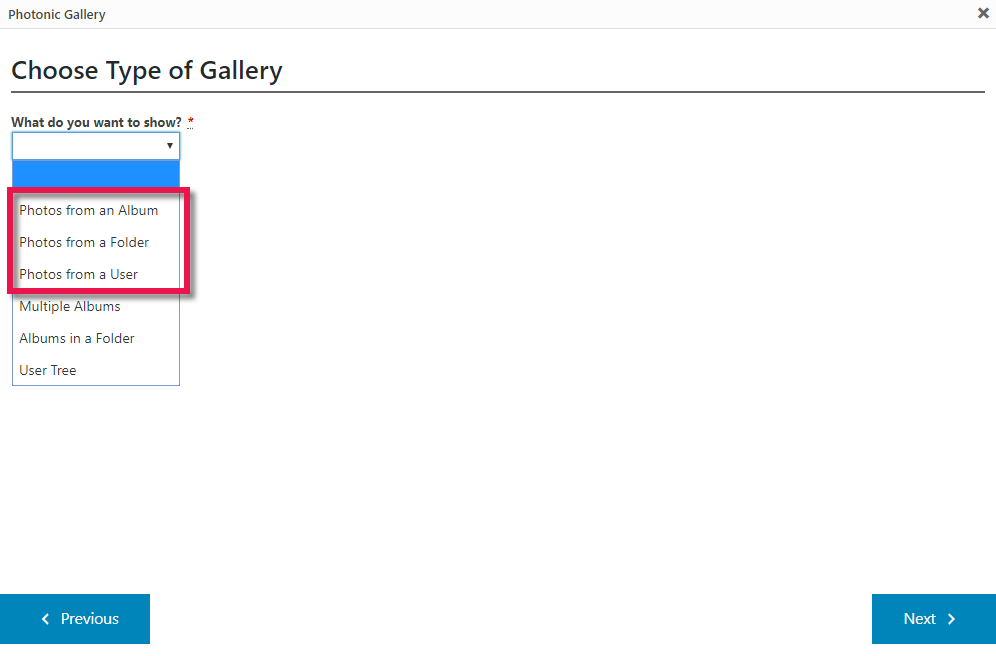 Photonic Gallery
Choose Type of Gallery
What do you want to show? *
Photos from an Album
Photos from a Folder
Photos from a User
Multiple Albums
Albums in a Folder
User Tree
Previous
Next